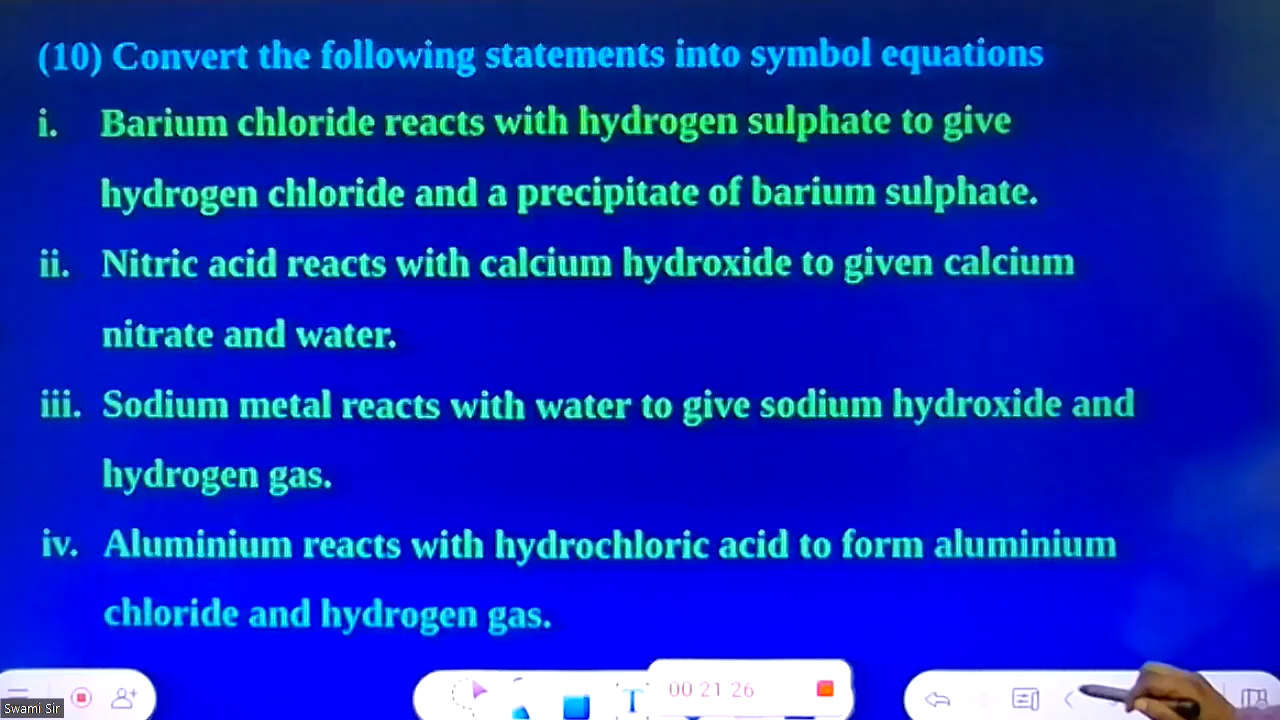 (10) Convert the following statements into symbol equations
i. Barium chloride reacts with hydrogen sulphate to give
hydrogen chloride and a precipitate of barium sulphate.
ii. Nitric acid reacts with calcium hydroxide to given calcium
nitrate and water.
iii. Sodium metal reacts with water to give sodium hydroxide and
hydrogen gas.
iv. Aluminium reacts with hydrochloric acid to form aluminium
chloride and hydrogen gas.
T 00 21 26
Swami Sir